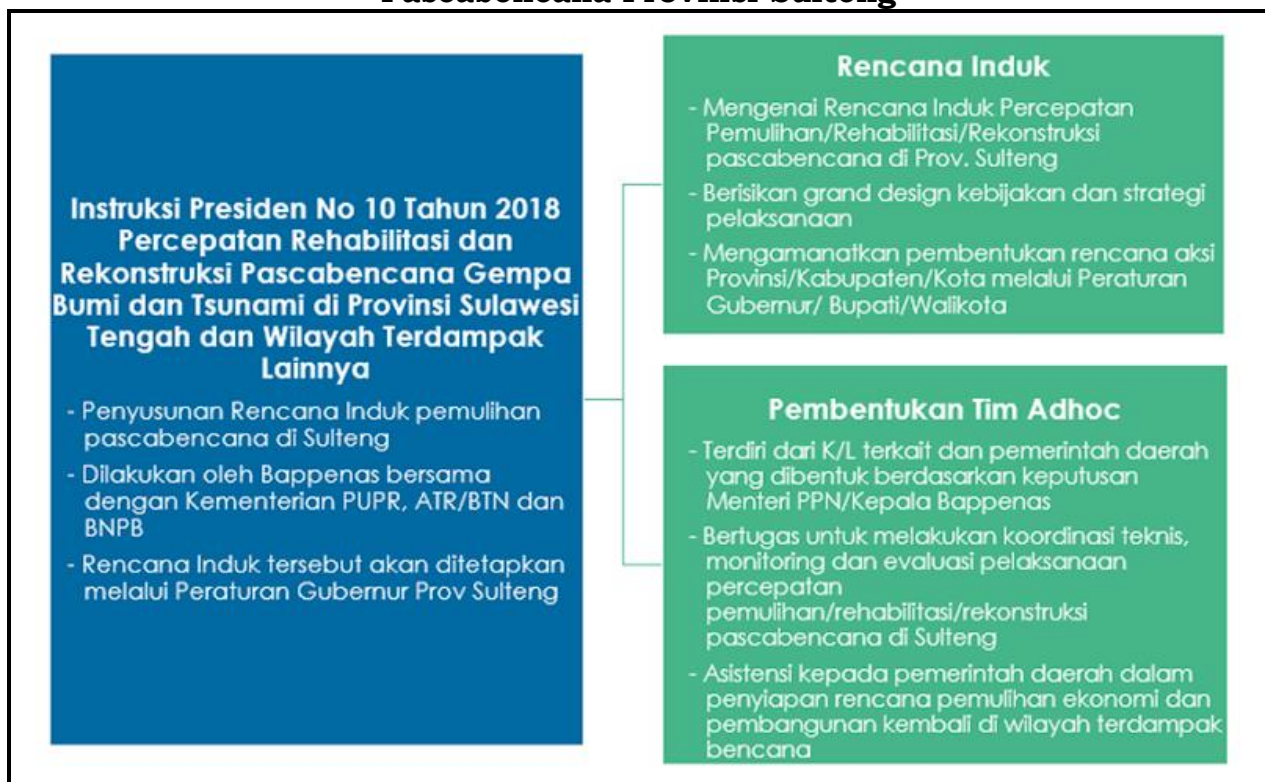 Pascabencana Provinsi Sulteng
Instruksi Presiden No 10 Tahun 2018
Percepatan Rehabilitasi dan
Rekonstruksi Pascabencana Gempa
Bumi dan Tsunami di Provinsi Sulawesi
Tengah dan Wilayah Terdampak
Lainnya
- Penyusunan Rencana Induk pemulihan
pascabencana di Sulteng
- Dilakukan oleh Bappenas bersama
dengan Kementerian PUPR, ATR/BTN dan
BNPB
- Rencana Induk tersebut akan ditetapkan
melalui Peraturan Gubernur Prov Sulteng
Rencana Induk
- Mengenai Rencana Induk Percepatan
Pemulihan/Rehabilitasi/Rekonstruksi
pascabencana di Prov. Sulteng
- Berisikan grand design kebijakan dan strategi
pelaksanaan
- Mengamanatkan pembentukan rencana aksi
Provinsi/Kabupaten/Kota melalui Peraturan
Gubernur/ Bupati/Walikota
Pembentukan Tim Adhoc
- Terdiri dari K/L terkait dan pemerintah daerah
yang dibentuk berdasarkan keputusan
Menteri PPN/Kepala Bappenas
- Bertugas untuk melakukan koordinasi teknis,
monitoring dan evaluasi pelaksanaan
percepatan
pemulihan/rehabilitasi/rekonstruksi
pascabencana di Sulteng
- Asistensi kepada pemerintah daerah dalam
penyiapan rencana pemulihan ekonomi dan
pembangunan kembali di wilayah terdampak
bencana